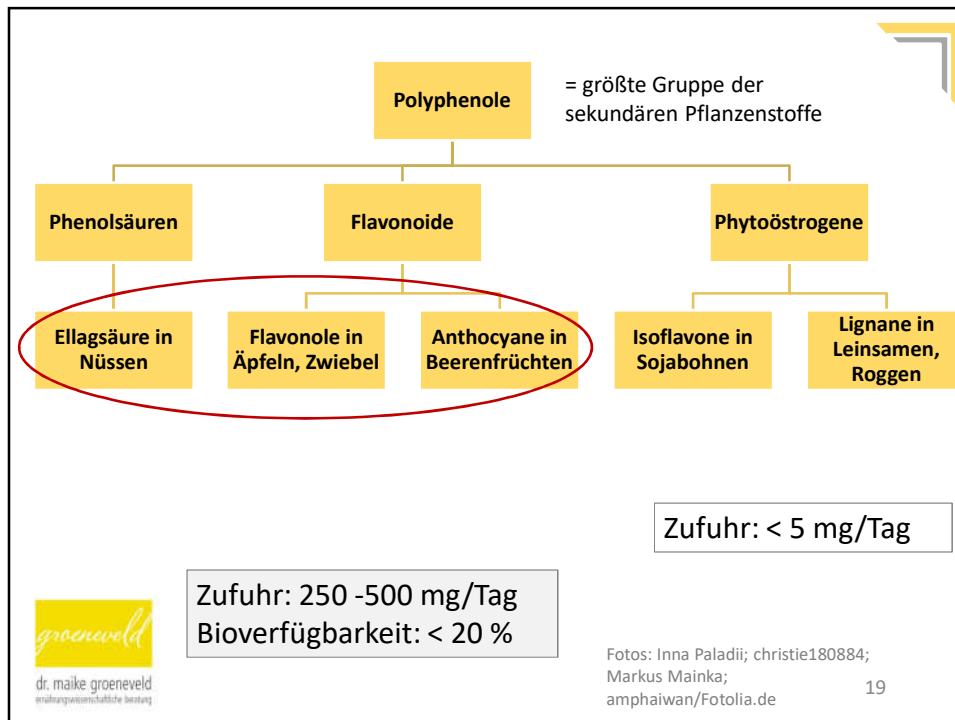 Polyphenole
= größte Gruppe der
sekundären Pflanzenstoffe
Phenolsäuren
Flavonoide
Phytoöstrogene
Ellagsäure in
Nüssen
Flavonole in
Äpfeln, Zwiebel
Anthocyane in
Beerenfrüchten
Isoflavone in
Sojabohnen
Lignane in
Leinsamen,
Roggen
Zufuhr: < 5 mg/Tag
Zufuhr: 250 -500 mg/Tag
Bioverfügbarkeit: < 20 %
groeneveld
dr. maike groeneveld
ernährungswissenschaftliche beratung
Fotos: Inna Paladii; christie180884;
Markus Mainka;
amphaiwan/Fotolia.de
19